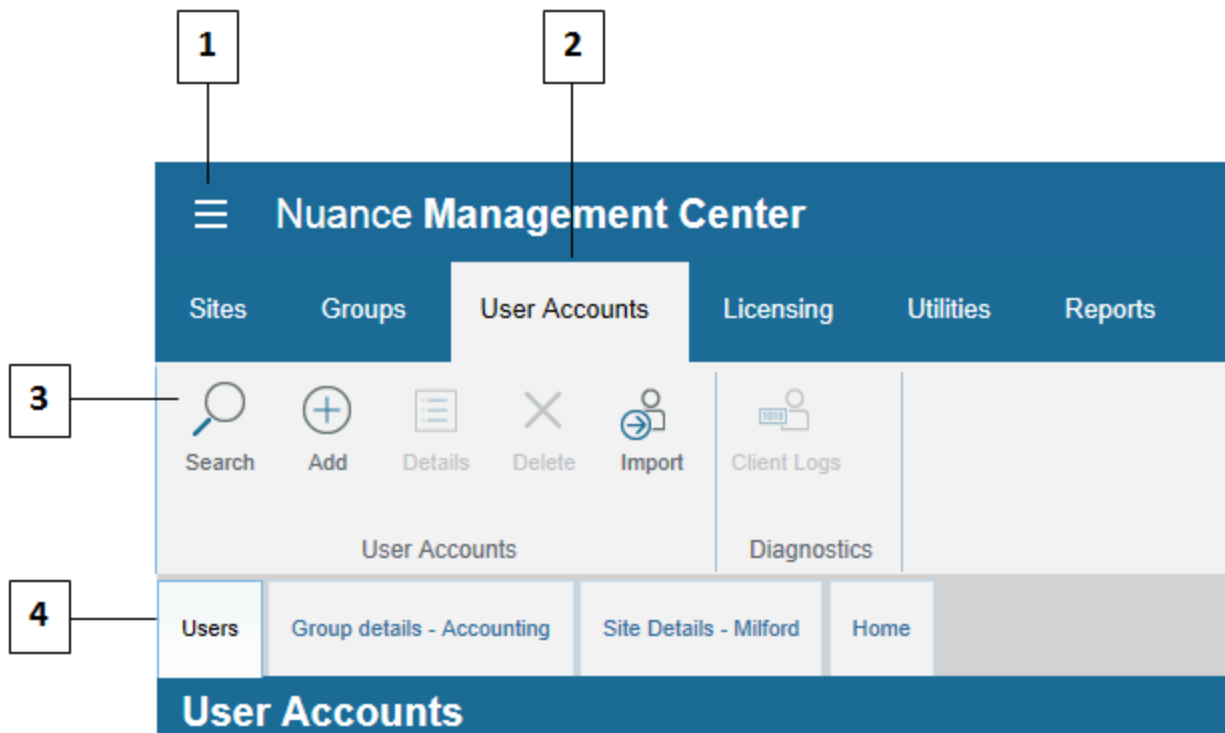 1 2
Nuance Management Center
Sites Groups User Accounts Licensing Utilities Reports
3
Search Add Details Delete Import 1010 Client Logs
User Accounts Diagnostics
4
Users Group details - Accounting Site Details - Milford Home
User Accounts